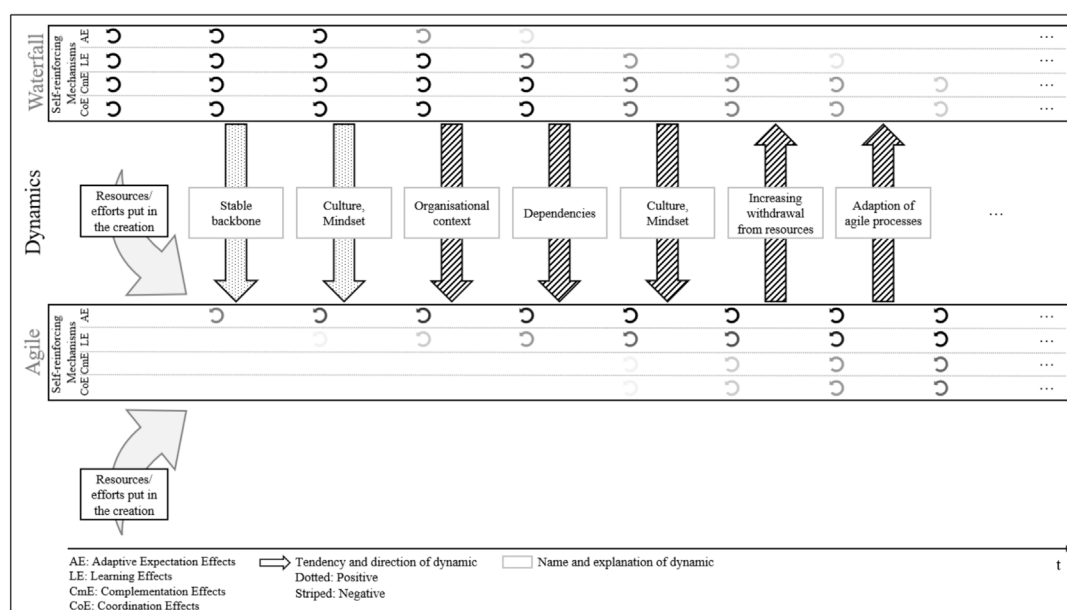 Waterfall
Self-reinforcing
Mechanisms
AE
LE
CmE
CoE
...
...
...
...
Dynamics
Resources/
efforts put in
the creation
Stable
backbone
Culture,
Mindset
Organisational
context
Dependencies
Culture,
Mindset
Increasing
withdrawal
from resources
Adaption of
agile processes
...
Agile
Self-reinforcing
Mechanisms
AE
LE
CmE
CoE
...
...
...
...
Resources/
efforts put in
the creation
t
AE: Adaptive Expectation Effects
LE: Learning Effects
CmE: Complementation Effects
CoE: Coordination Effects
Tendency and direction of dynamic
Dotted: Positive
Striped: Negative
Name and explanation of dynamic